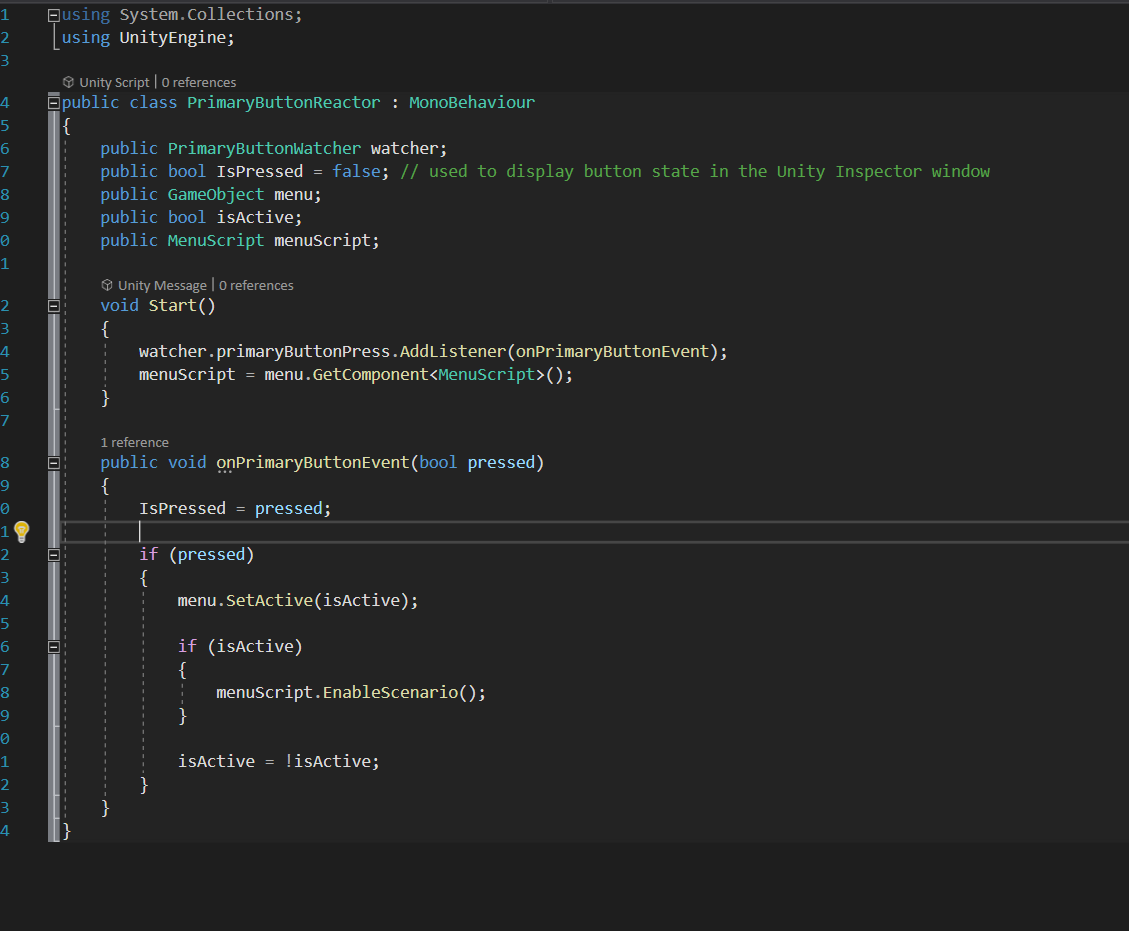 1 using System.Collections;
2 using UnityEngine;
3
Unity Script | 0 references
4 public class PrimaryButtonReactor : MonoBehaviour
5 {
6 public PrimaryButtonWatcher watcher;
7 public bool IsPressed = false; // used to display button state in the Unity Inspector window
8 public GameObject menu;
9 public bool isActive;
0 public MenuScript menuScript;
1
Unity Message | 0 references
2 void Start()
3 {
4 watcher.primaryButtonPress.AddListener(onPrimaryButtonEvent);
5 menuScript = menu.GetComponent<MenuScript>();
6 }
7
1 reference
8 public void onPrimaryButtonEvent(bool pressed)
9 {
0 IsPressed = pressed;
1
2 if (pressed)
3 {
4 menu.SetActive(isActive);
5
6 if (isActive)
7 {
8 menuScript.EnableScenario();
9 }
0
1 isActive = !isActive;
2 }
3 }
4 }